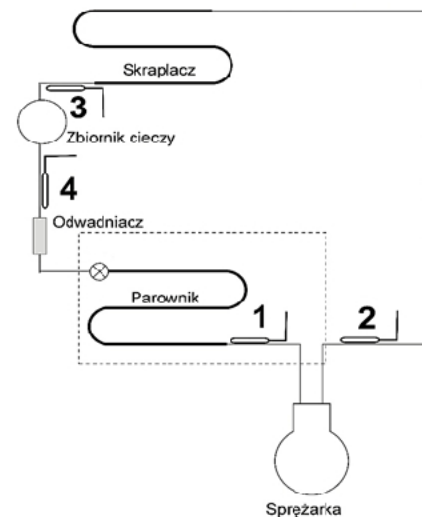 Skraplacz
3
Zbiornik cieczy
4
Odwadniacz
Parownik
1
2
Sprężarka